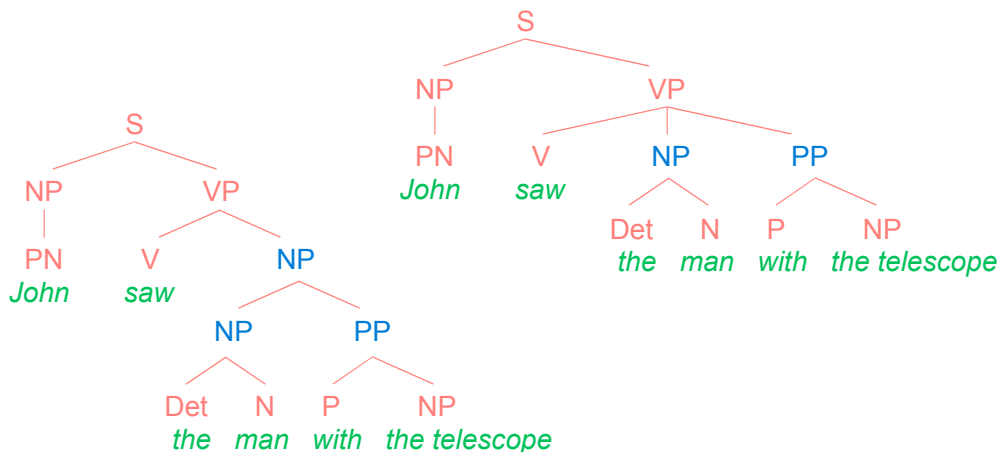 S
NP VP
PN V NP PP
John saw
Det N P NP
the man with the telescope
S
NP VP
PN V NP
John saw
NP PP
Det N P NP
the man with the telescope